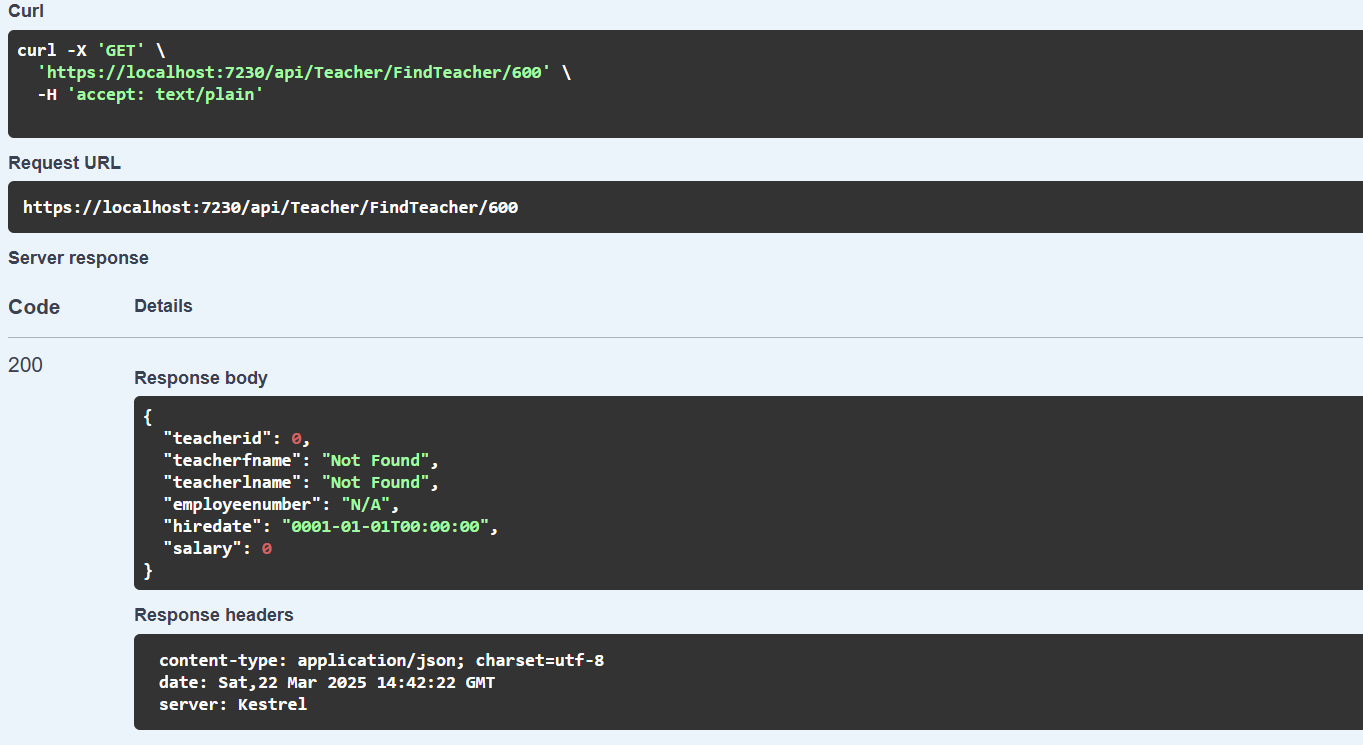 Curl
curl -X 'GET' \
  'https://localhost:7230/api/Teacher/FindTeacher/600' \
  -H 'accept: text/plain'
Request URL
https://localhost:7230/api/Teacher/FindTeacher/600
Server response
Code Details
200
Response body
{
  "teacherid": 0,
  "teacherfname": "Not Found",
  "teacherlname": "Not Found",
  "employeenumber": "N/A",
  "hiredate": "0001-01-01T00:00:00",
  "salary": 0
}
Response headers
content-type: application/json; charset=utf-8
date: Sat,22 Mar 2025 14:42:22 GMT
server: Kestrel